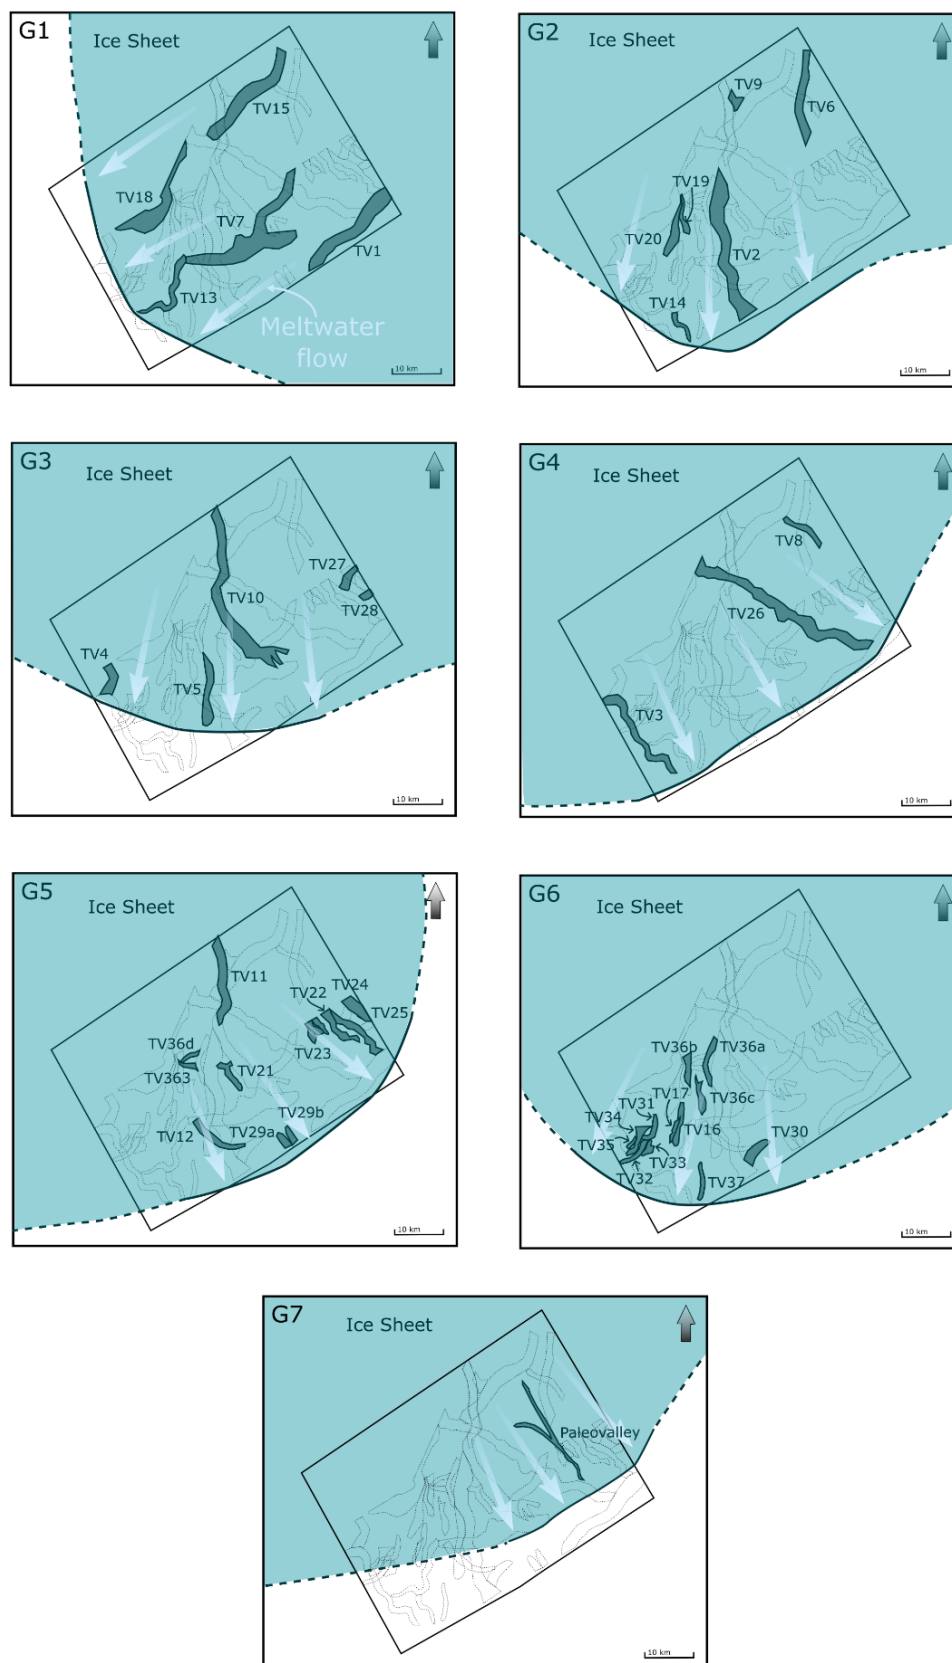 G1
Ice Sheet
TV15
TV18
TV7
TV1
TV13
Meltwater
flow
10 km
G2
Ice Sheet
TV9
TV6
TV19
TV20
TV2
TV14
10 km
G3
Ice Sheet
TV27
TV28
TV10
TV4
TV5
10 km
G4
Ice Sheet
TV8
TV26
TV3
10 km
G5
Ice Sheet
TV11
TV24
TV22
TV25
TV23
TV36d
TV363
TV21
TV29b
TV12
TV29a
10 km
G6
Ice Sheet
TV36b
TV36a
TV17
TV36c
TV31
TV34
TV16
TV35
TV30
TV33
TV32
TV37
10 km
G7
Ice Sheet
Paleovalley
10 km